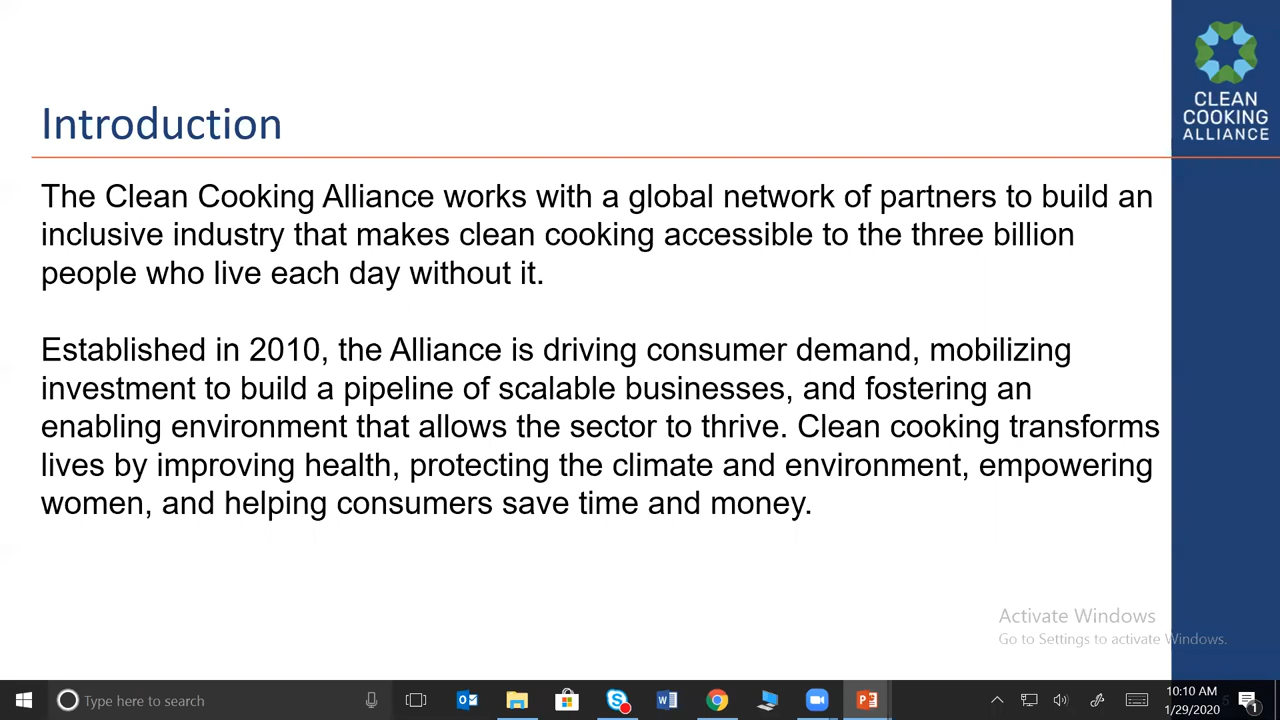 CLEAN
COOKING
ALLIANCE
Introduction
The Clean Cooking Alliance works with a global network of partners to build an
inclusive industry that makes clean cooking accessible to the three billion
people who live each day without it.
Established in 2010, the Alliance is driving consumer demand, mobilizing
investment to build a pipeline of scalable businesses, and fostering an
enabling environment that allows the sector to thrive. Clean cooking transforms
lives by improving health, protecting the climate and environment, empowering
women, and helping consumers save time and money.
Activate Windows
Go to Settings to activate Windows.
Type here to search
10:10 AM
1/29/2020
5
1